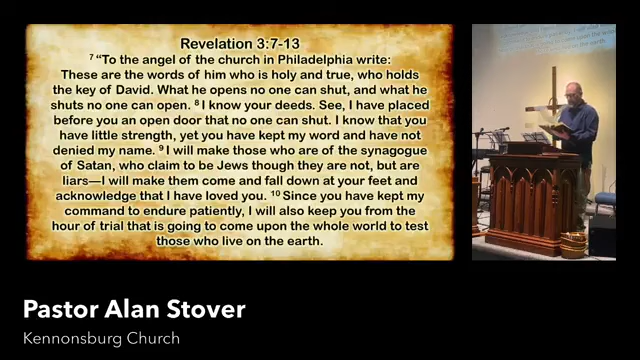 Revelation 3:7-13
7 “To the angel of the church in Philadelphia write:
These are the words of him who is holy and true, who holds
the key of David. What he opens no one can shut, and what he
shuts no one can open. 8 I know your deeds. See, I have placed
before you an open door that no one can shut. I know that you
have little strength, yet you have kept my word and have not
denied my name. 9 I will make those who are of the synagogue
of Satan, who claim to be Jews though they are not, but are
liars—I will make them come and fall down at your feet and
acknowledge that I have loved you. 10 Since you have kept my
command to endure patiently, I will also keep you from the
hour of trial that is going to come upon the whole world to test
those who live on the earth.
Pastor Alan Stover
Kennonsburg Church